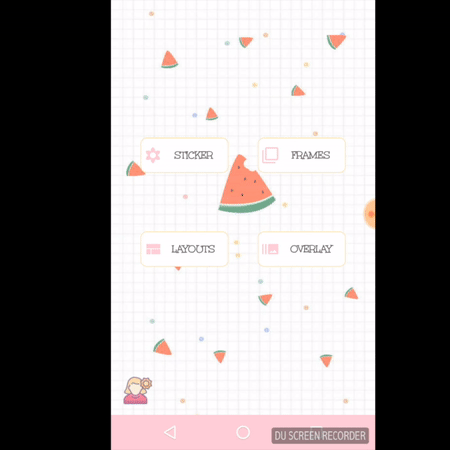 STICKER
FRAMES
LAYOUTS
OVERLAY
DU SCREEN RECORDER